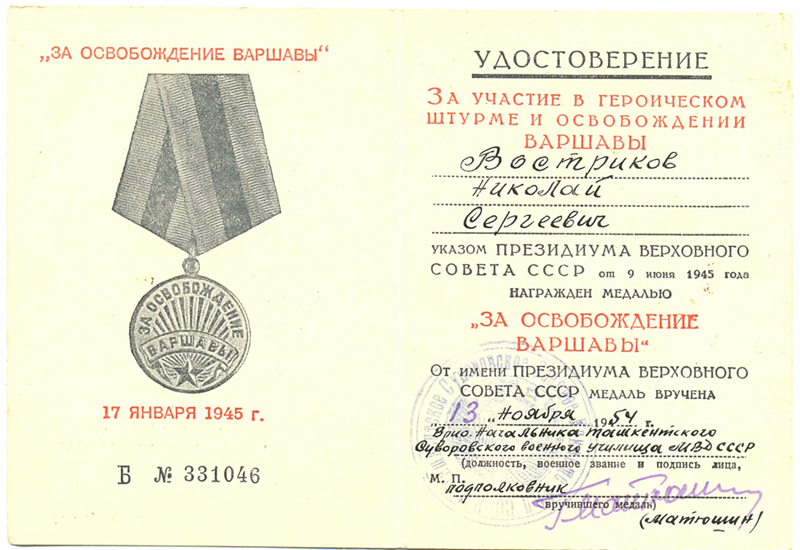 „ЗА ОСВОБОЖДЕНИЕ ВАРШАВЫ“
ЗА ОСВОБОЖДЕНИЕ
ВАРШАВЫ
17 ЯНВАРЯ 1945 г.
Б № 331046
УДОСТОВЕРЕНИЕ
ЗА УЧАСТИЕ В ГЕРОИЧЕСКОМ
ШТУРМЕ И ОСВОБОЖДЕНИИ
ВАРШАВЫ
Востриков
Николай
Сергеевич
УКАЗОМ ПРЕЗИДИУМА ВЕРХОВНОГО
СОВЕТА СССР от 9 июня 1945 года
НАГРАЖДЕН МЕДАЛЬЮ
„ЗА ОСВОБОЖДЕНИЕ
ВАРШАВЫ“
От имени ПРЕЗИДИУМА ВЕРХОВНОГО
СОВЕТА СССР МЕДАЛЬ ВРУЧЕНА
„13„ ноября 1954 г.
Врио. Начальника Ташкентского
Суворовского военного училища МВД СССР
(должность, военное звание и подпись лица,
М. П.
подполковник
вручившего медаль)
(Матюшин)